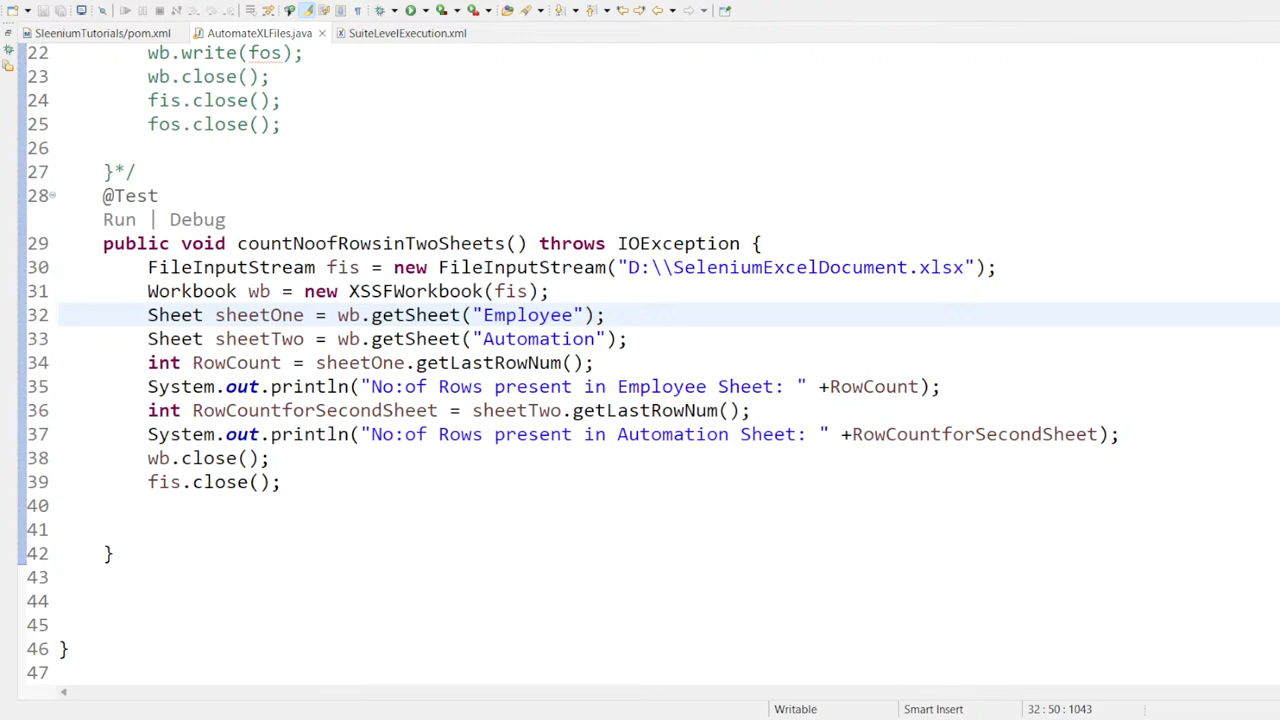 SleeniumTutorials/pom.xml
AutomateXLFiles.java
SuiteLevelExecution.xml
22 wb.write(fos);
23 wb.close();
24 fis.close();
25 fos.close();
26
27 }*/
28 @Test
Run | Debug
29 public void countNoofRowsinTwoSheets() throws IOException {
30 FileInputStream fis = new FileInputStream("D:\\SeleniumExcelDocument.xlsx");
31 Workbook wb = new XSSFWorkbook(fis);
32 Sheet sheetOne = wb.getSheet("Employee");
33 Sheet sheetTwo = wb.getSheet("Automation");
34 int RowCount = sheetOne.getLastRowNum();
35 System.out.println("No:of Rows present in Employee Sheet: " +RowCount);
36 int RowCountforSecondSheet = sheetTwo.getLastRowNum();
37 System.out.println("No:of Rows present in Automation Sheet: " +RowCountforSecondSheet);
38 wb.close();
39 fis.close();
40
41
42 }
43
44
45
46 }
47
Writable
Smart Insert
32 : 50 : 1043